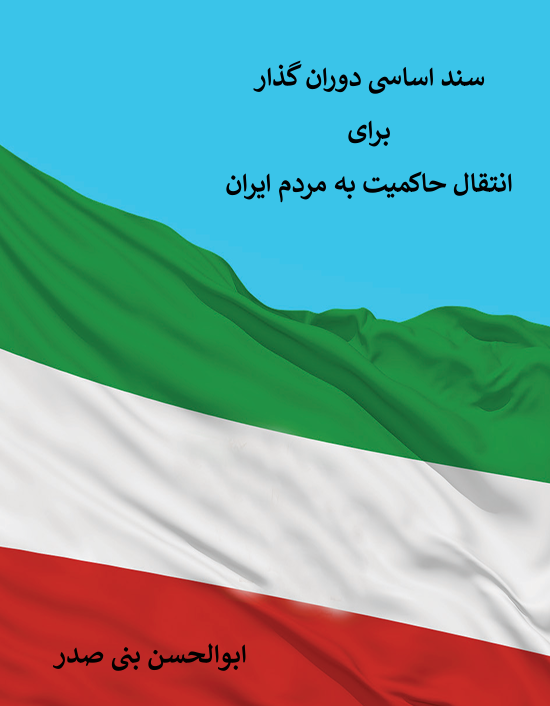 سند اساسی دوران گذار
برای
انتقال حاکمیت به مردم ایران
ابوالحسن بنی صدر